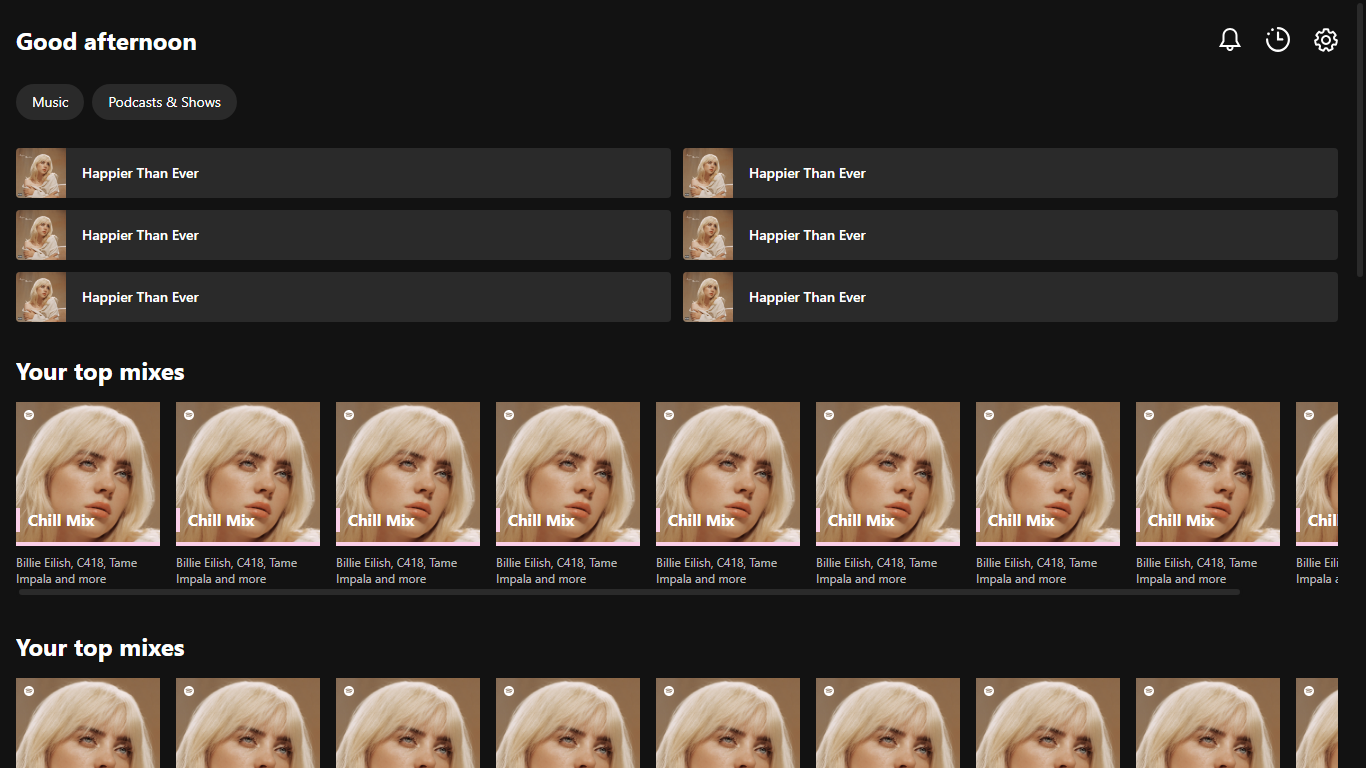 Good afternoon
Music
Podcasts & Shows
Happier Than Ever
Happier Than Ever
Happier Than Ever
Happier Than Ever
Happier Than Ever
Happier Than Ever
Your top mixes
Chill Mix
Chill Mix
Chill Mix
Chill Mix
Chill Mix
Chill Mix
Chill Mix
Chill Mix
Chil
Billie Eilish, C418, Tame
Impala and more
Billie Eilish, C418, Tame
Impala and more
Billie Eilish, C418, Tame
Impala and more
Billie Eilish, C418, Tame
Impala and more
Billie Eilish, C418, Tame
Impala and more
Billie Eilish, C418, Tame
Impala and more
Billie Eilish, C418, Tame
Impala and more
Billie Eilish, C418, Tame
Impala and more
Billie Eili
Impala a
Your top mixes